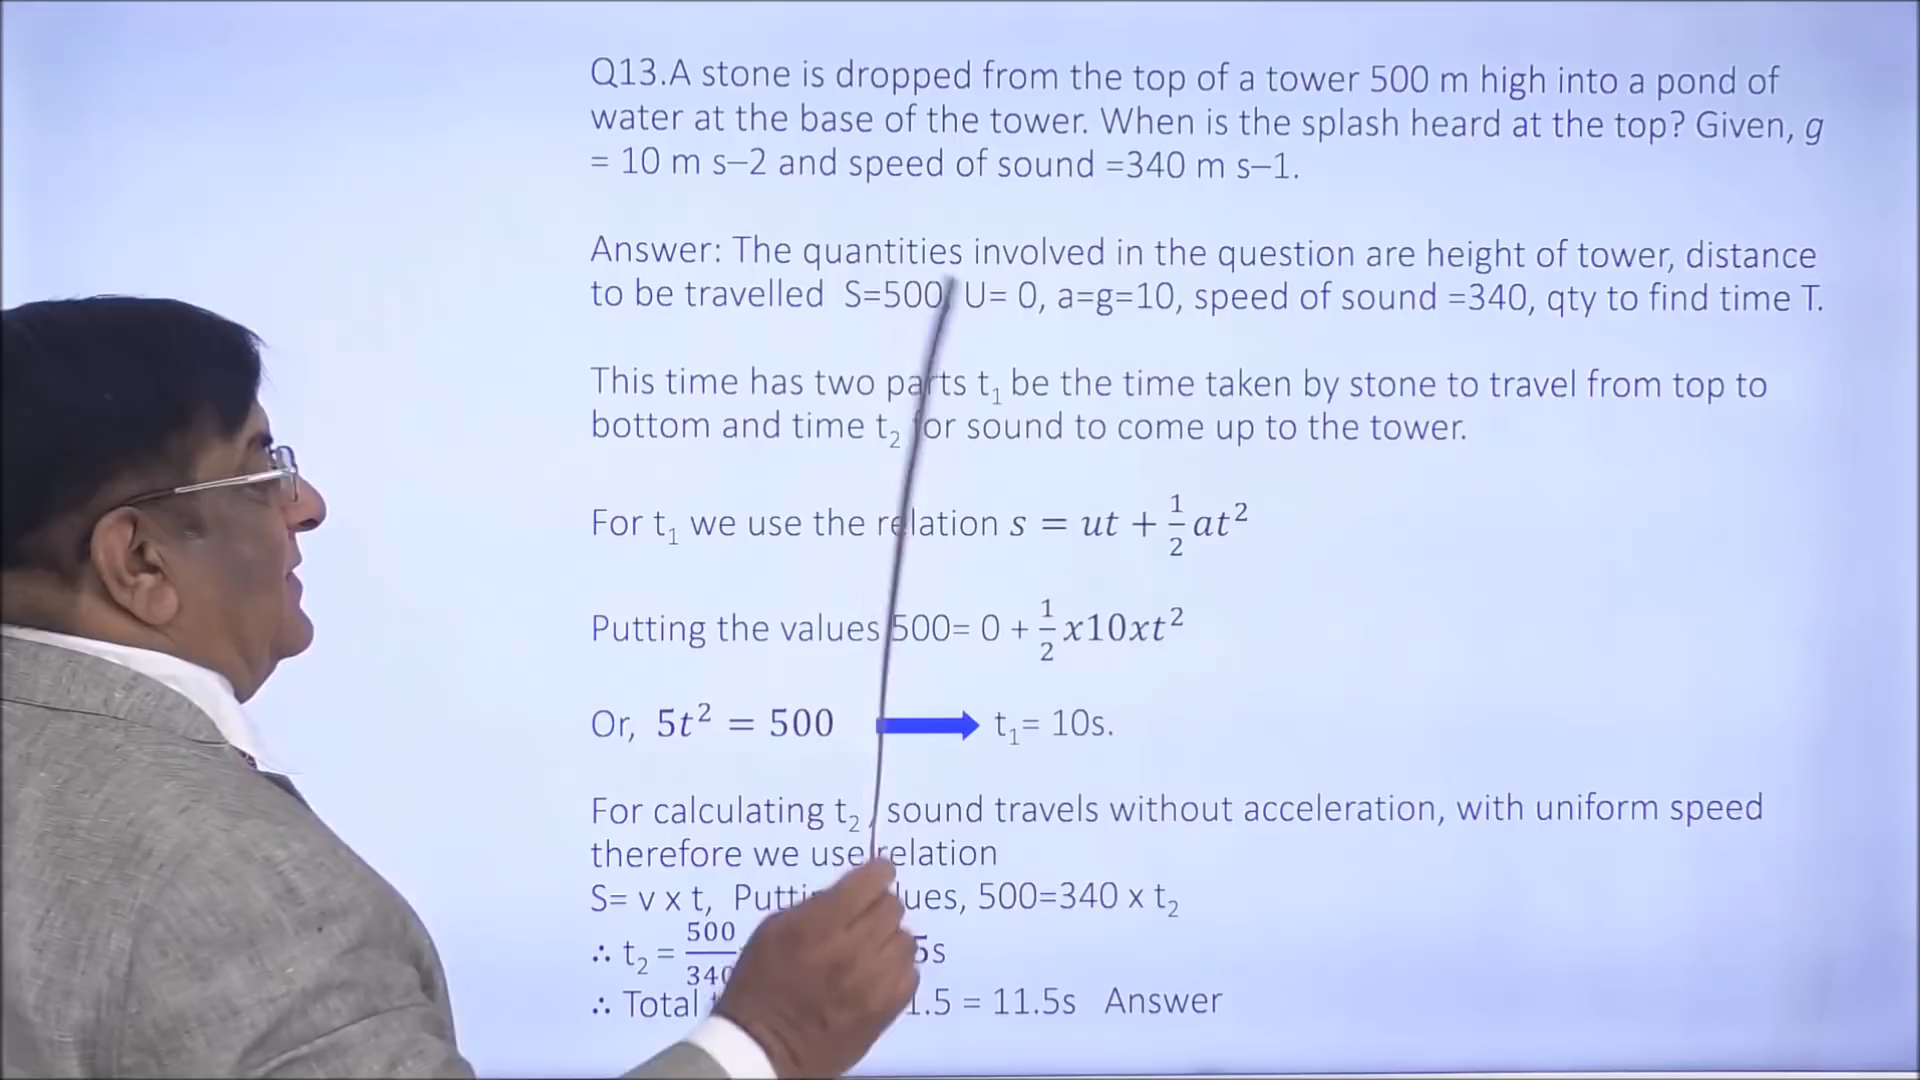 Q13.A stone is dropped from the top of a tower 500 m high into a pond of
water at the base of the tower. When is the splash heard at the top? Given, g
= 10 m s–2 and speed of sound =340 m s–1.
Answer: The quantities involved in the question are height of tower, distance
to be travelled S=500, U= 0, a=g=10, speed of sound =340, qty to find time T.
This time has two parts t₁ be the time taken by stone to travel from top to
bottom and time t₂ for sound to come up to the tower.
For t₁ we use the relation s = ut + 1/2 at²
Putting the values 500= 0 + 1/2 x10xt²
Or, 5t² = 500 t₁= 10s.
For calculating t₂, sound travels without acceleration, with uniform speed
therefore we use relation
S= v x t, 500=340 x t₂
∴ t₂ = 500/340 5s
∴ Total 1.5 = 11.5s Answer